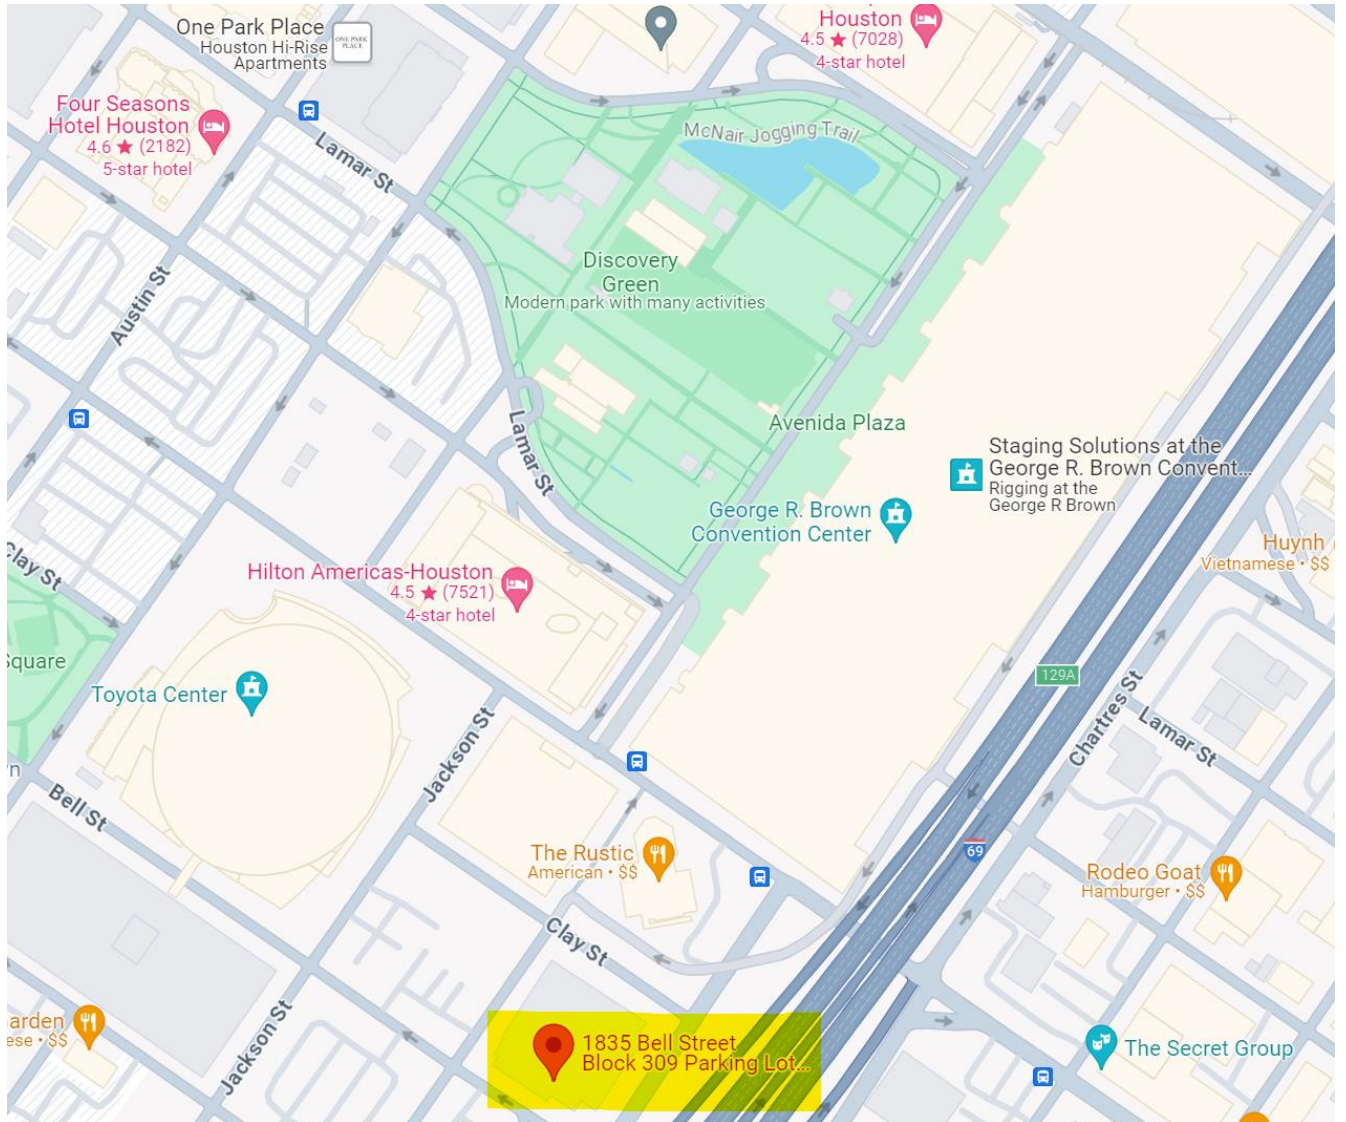 One Park Place
Houston Hi-Rise
Apartments
ONE PARK
PLACE
Houston
4.5 ★ (7028)
4-star hotel
Four Seasons
Hotel Houston
4.6 ★ (2182)
5-star hotel
Lamar St
McNair Jogging Trail
Discovery
Green
Modern park with many activities
Austin St
Lamar St
Avenida Plaza
Staging Solutions at the
George R. Brown Convent...
Rigging at the
George R Brown
George R. Brown
Convention Center
Huynh
Vietnamese • $$
Clay St
Hilton Americas-Houston
4.5 ★ (7521)
4-star hotel
Square
Toyota Center
129A
Chartres St
Lamar St
Jackson St
Bell St
The Rustic
American • $$
69
Rodeo Goat
Hamburger • $$
Clay St
arden
ese • $$
Jackson St
1835 Bell Street
Block 309 Parking Lot...
The Secret Group